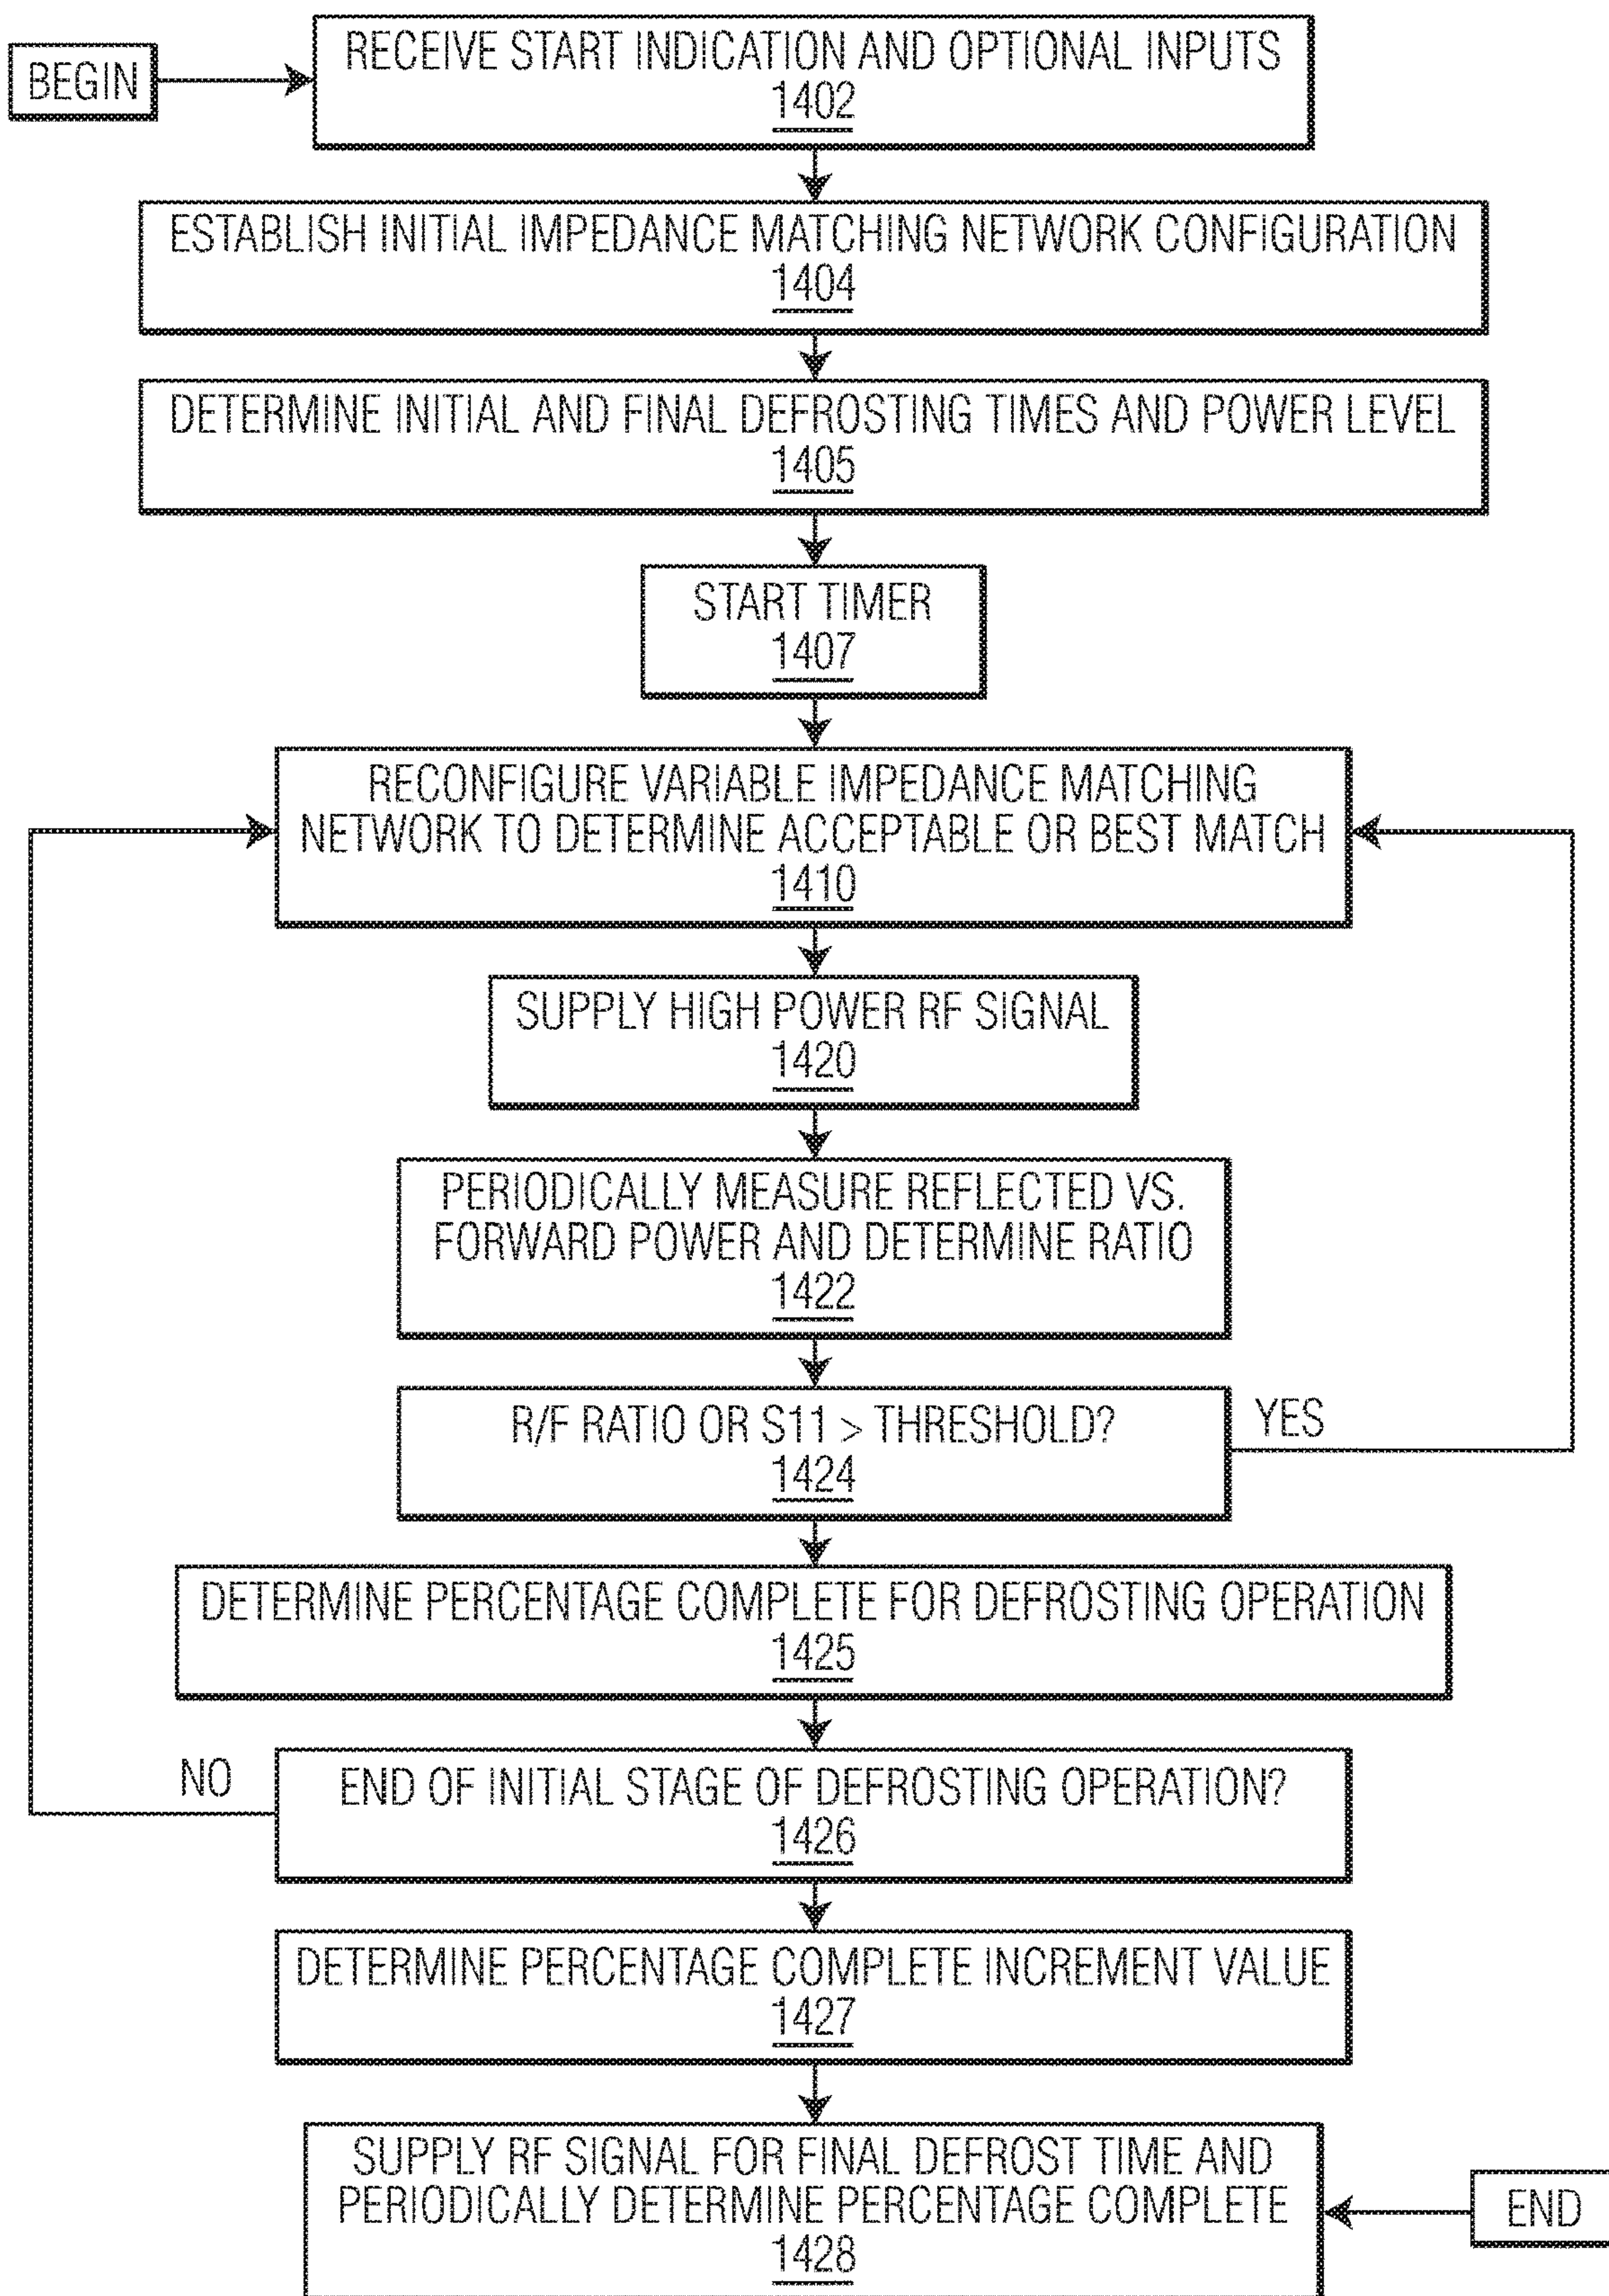 BEGIN
RECEIVE START INDICATION AND OPTIONAL INPUTS
1402
ESTABLISH INITIAL IMPEDANCE MATCHING NETWORK CONFIGURATION
1404
DETERMINE INITIAL AND FINAL DEFROSTING TIMES AND POWER LEVEL
1405
START TIMER
1407
RECONFIGURE VARIABLE IMPEDANCE MATCHING
NETWORK TO DETERMINE ACCEPTABLE OR BEST MATCH
1410
SUPPLY HIGH POWER RF SIGNAL
1420
PERIODICALLY MEASURE REFLECTED VS.
FORWARD POWER AND DETERMINE RATIO
1422
R/F RATIO OR S11 > THRESHOLD?
1424
YES
DETERMINE PERCENTAGE COMPLETE FOR DEFROSTING OPERATION
1425
NO
END OF INITIAL STAGE OF DEFROSTING OPERATION?
1426
DETERMINE PERCENTAGE COMPLETE INCREMENT VALUE
1427
SUPPLY RF SIGNAL FOR FINAL DEFROST TIME AND
PERIODICALLY DETERMINE PERCENTAGE COMPLETE
1428
END